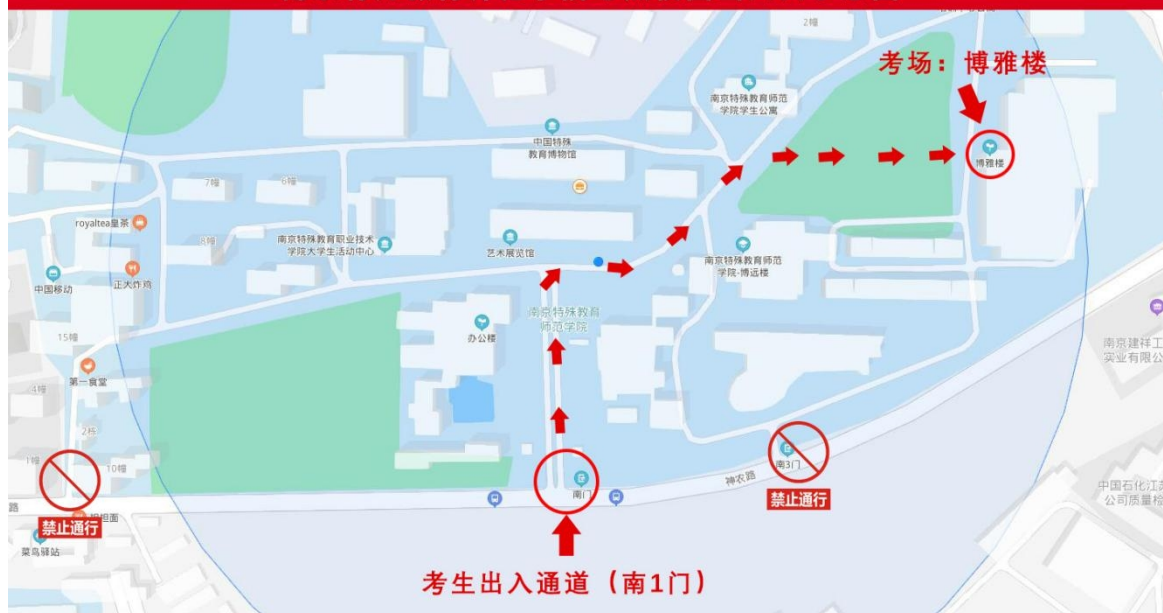 2幢
考场：博雅楼
南京特殊教育师范
学院学生公寓
中国特殊
教育博物馆
博雅楼
7幢
6幢
royaltea皇茶
8幢
南京特殊教育职业技术
学院大学生活动中心
艺术展览馆
南京特殊教育师范
学院-博远楼
中国移动
正大炸鸡
南京特殊教育
师范学院
办公楼
15幢
南京建祥工
实业有限公
第一食堂
4幢
2栋
1幢
10幢
南3门
神农路
南门
禁止通行
中国石化江苏
公司质量检
路
禁止通行
担担面
菜鸟驿站
考生出入通道（南1门）